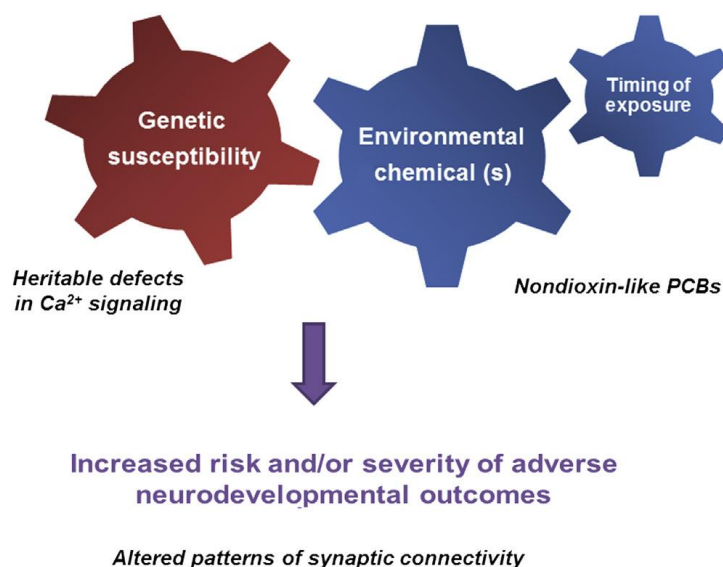 Genetic
susceptibility
Environmental
chemical (s)
Timing of
exposure
Heritable defects
in Ca²⁺ signaling
Nondioxin-like PCBs
Increased risk and/or severity of adverse
neurodevelopmental outcomes
Altered patterns of synaptic connectivity